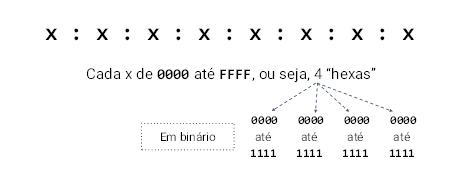 x : x : x : x : x : x : x : x
Cada x de 0000 até FFFF, ou seja, 4 “hexas”
Em binário
0000 0000 0000 0000
até até até até
1111 1111 1111 1111